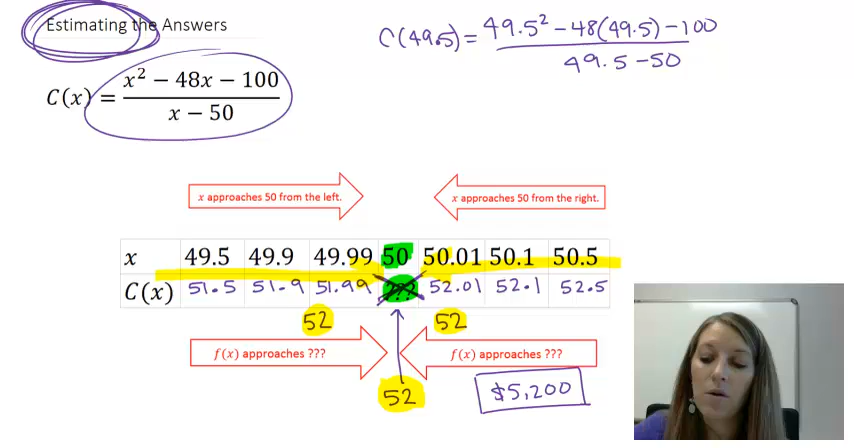 Estimating the Answers
C(49.5) = 49.5² − 48(49.5) − 100
49.5 − 50
C(x) = x² − 48x − 100
x − 50
x approaches 50 from the left.
x approaches 50 from the right.
x 49.5 49.9 49.99 50 50.01 50.1 50.5
C(x) 51.5 51.9 51.99 ??? 52.01 52.1 52.5
52 52
f(x) approaches ???
f(x) approaches ???
52
$5,200